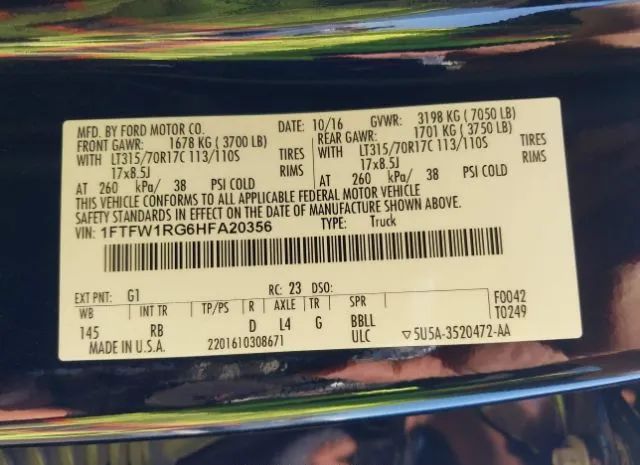 MFD. BY FORD MOTOR CO. DATE: 10/16 GVWR: 3198 KG ( 7050 LB)
FRONT GAWR: 1678 KG ( 3700 LB) REAR GAWR: 1701 KG ( 3750 LB)
WITH LT315/70R17C 113/110S TIRES WITH LT315/70R17C 113/110S TIRES
17x8.5J RIMS 17x8.5J RIMS
AT 260 kPa/ 38 PSI COLD AT 260 kPa/ 38 PSI COLD
THIS VEHICLE CONFORMS TO ALL APPLICABLE FEDERAL MOTOR VEHICLE
SAFETY STANDARDS IN EFFECT ON THE DATE OF MANUFACTURE SHOWN ABOVE.
VIN: 1FTFW1RG6HFA20356 TYPE: Truck
EXT PNT: G1 RC: 23 DSO:
WB INT TR TP/PS R AXLE TR SPR F0042
145 RB D L4 G BBLL T0249
MADE IN U.S.A. 2201610308671 ULC ▽5U5A-3520472-AA